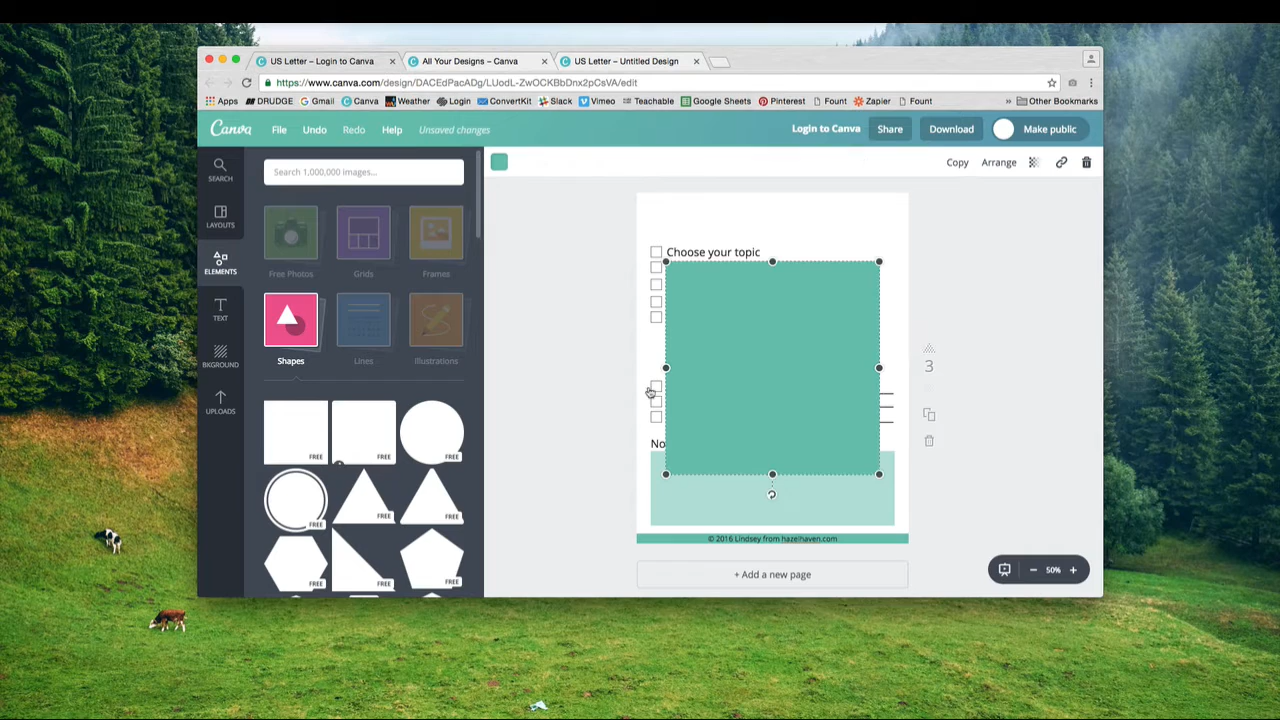 US Letter – Login to Canva
All Your Designs – Canva
US Letter – Untitled Design
https://www.canva.com/design/DACEdPacADg/LUodL-ZwOCKBbDnx2pCsVA/edit
Apps DRUDGE Gmail Canva Weather Login ConvertKit Slack Vimeo Teachable Google Sheets Pinterest Fount Zapier Fount » Other Bookmarks
Canva File Undo Redo Help Unsaved changes Login to Canva Share Download Make public
SEARCH
LAYOUTS
ELEMENTS
TEXT
BKGROUND
UPLOADS
Search 1,000,000 images...
Free Photos Grids Frames
Shapes Lines Illustrations
FREE FREE FREE
FREE FREE FREE
FREE FREE FREE
Copy Arrange
Choose your topic
3
No
© 2016 Lindsey from hazelhaven.com
+ Add a new page
50%